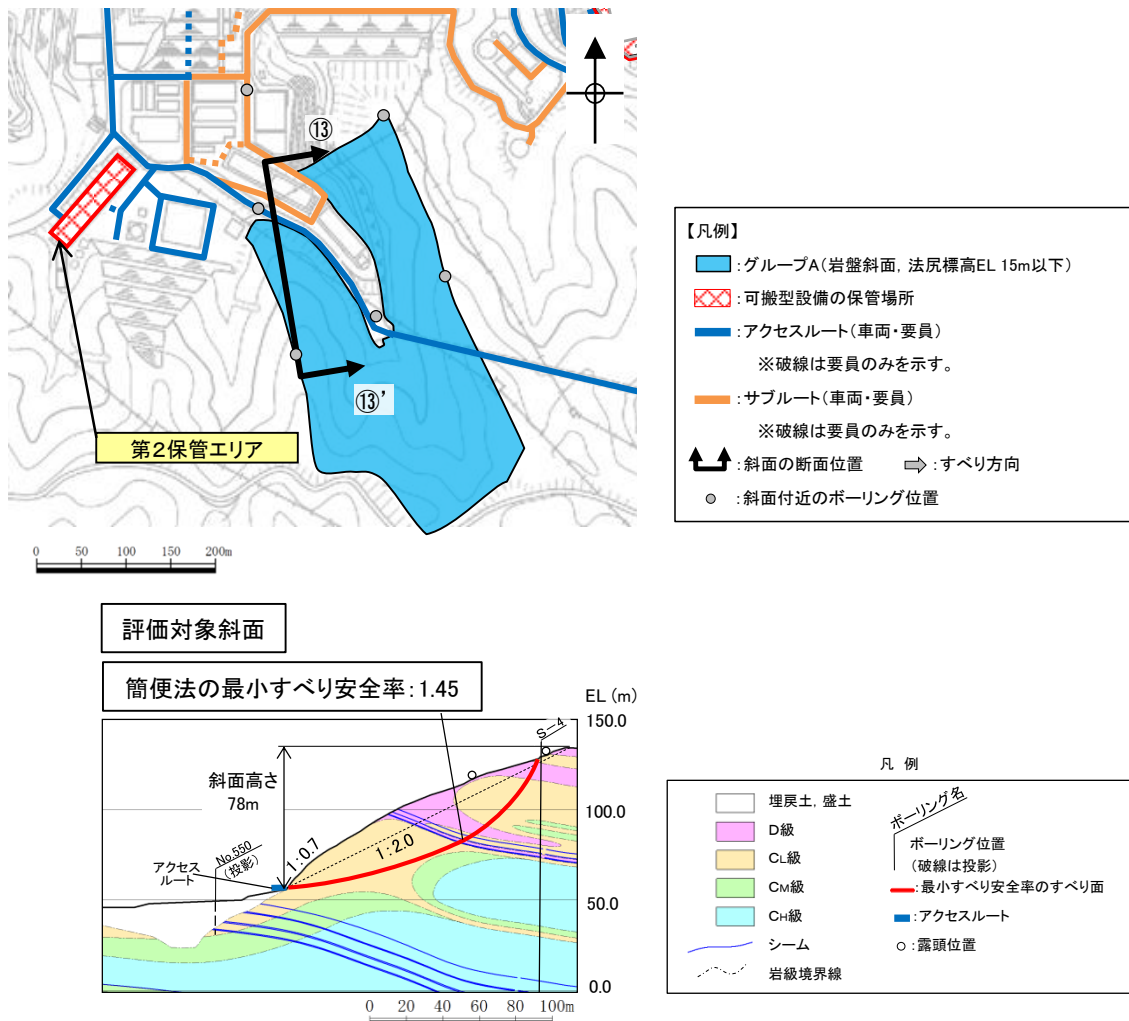 ⑬
⑬’
第2保管エリア
【凡例】
:グループA(岩盤斜面, 法尻標高EL 15m以下)
:可搬型設備の保管場所
:アクセスルート(車両・要員)
※破線は要員のみを示す。
:サブルート(車両・要員)
※破線は要員のみを示す。
:斜面の断面位置
:すべり方向
:斜面付近のボーリング位置
0 50 100 150 200m
評価対象斜面
簡便法の最小すべり安全率:1.45
EL (m)
150.0
S-4
斜面高さ
78m
100.0
1:0.7
1:2.0
No.550
(投影)
アクセス
ルート
50.0
0.0
0 20 40 60 80 100m
凡 例
埋戻土, 盛土
D級
CL級
CM級
CH級
シーム
岩級境界線
ボーリング名
ボーリング位置
(破線は投影)
:最小すべり安全率のすべり面
:アクセスルート
:露頭位置